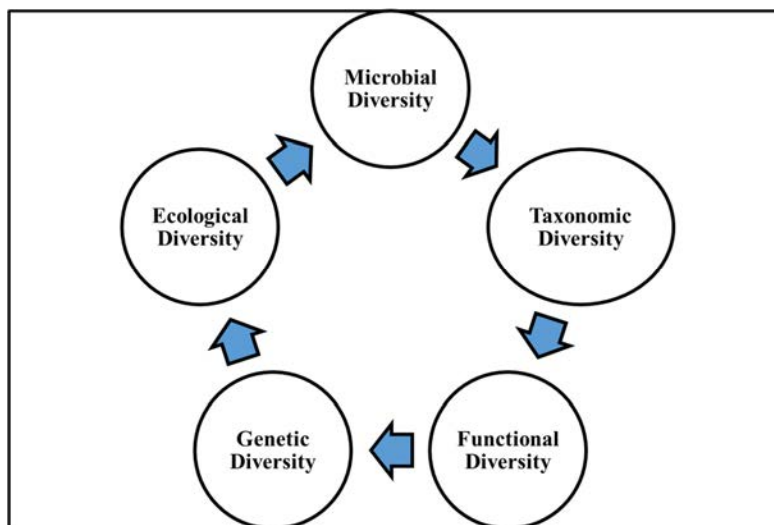 Microbial
Diversity
Taxonomic
Diversity
Functional
Diversity
Genetic
Diversity
Ecological
Diversity